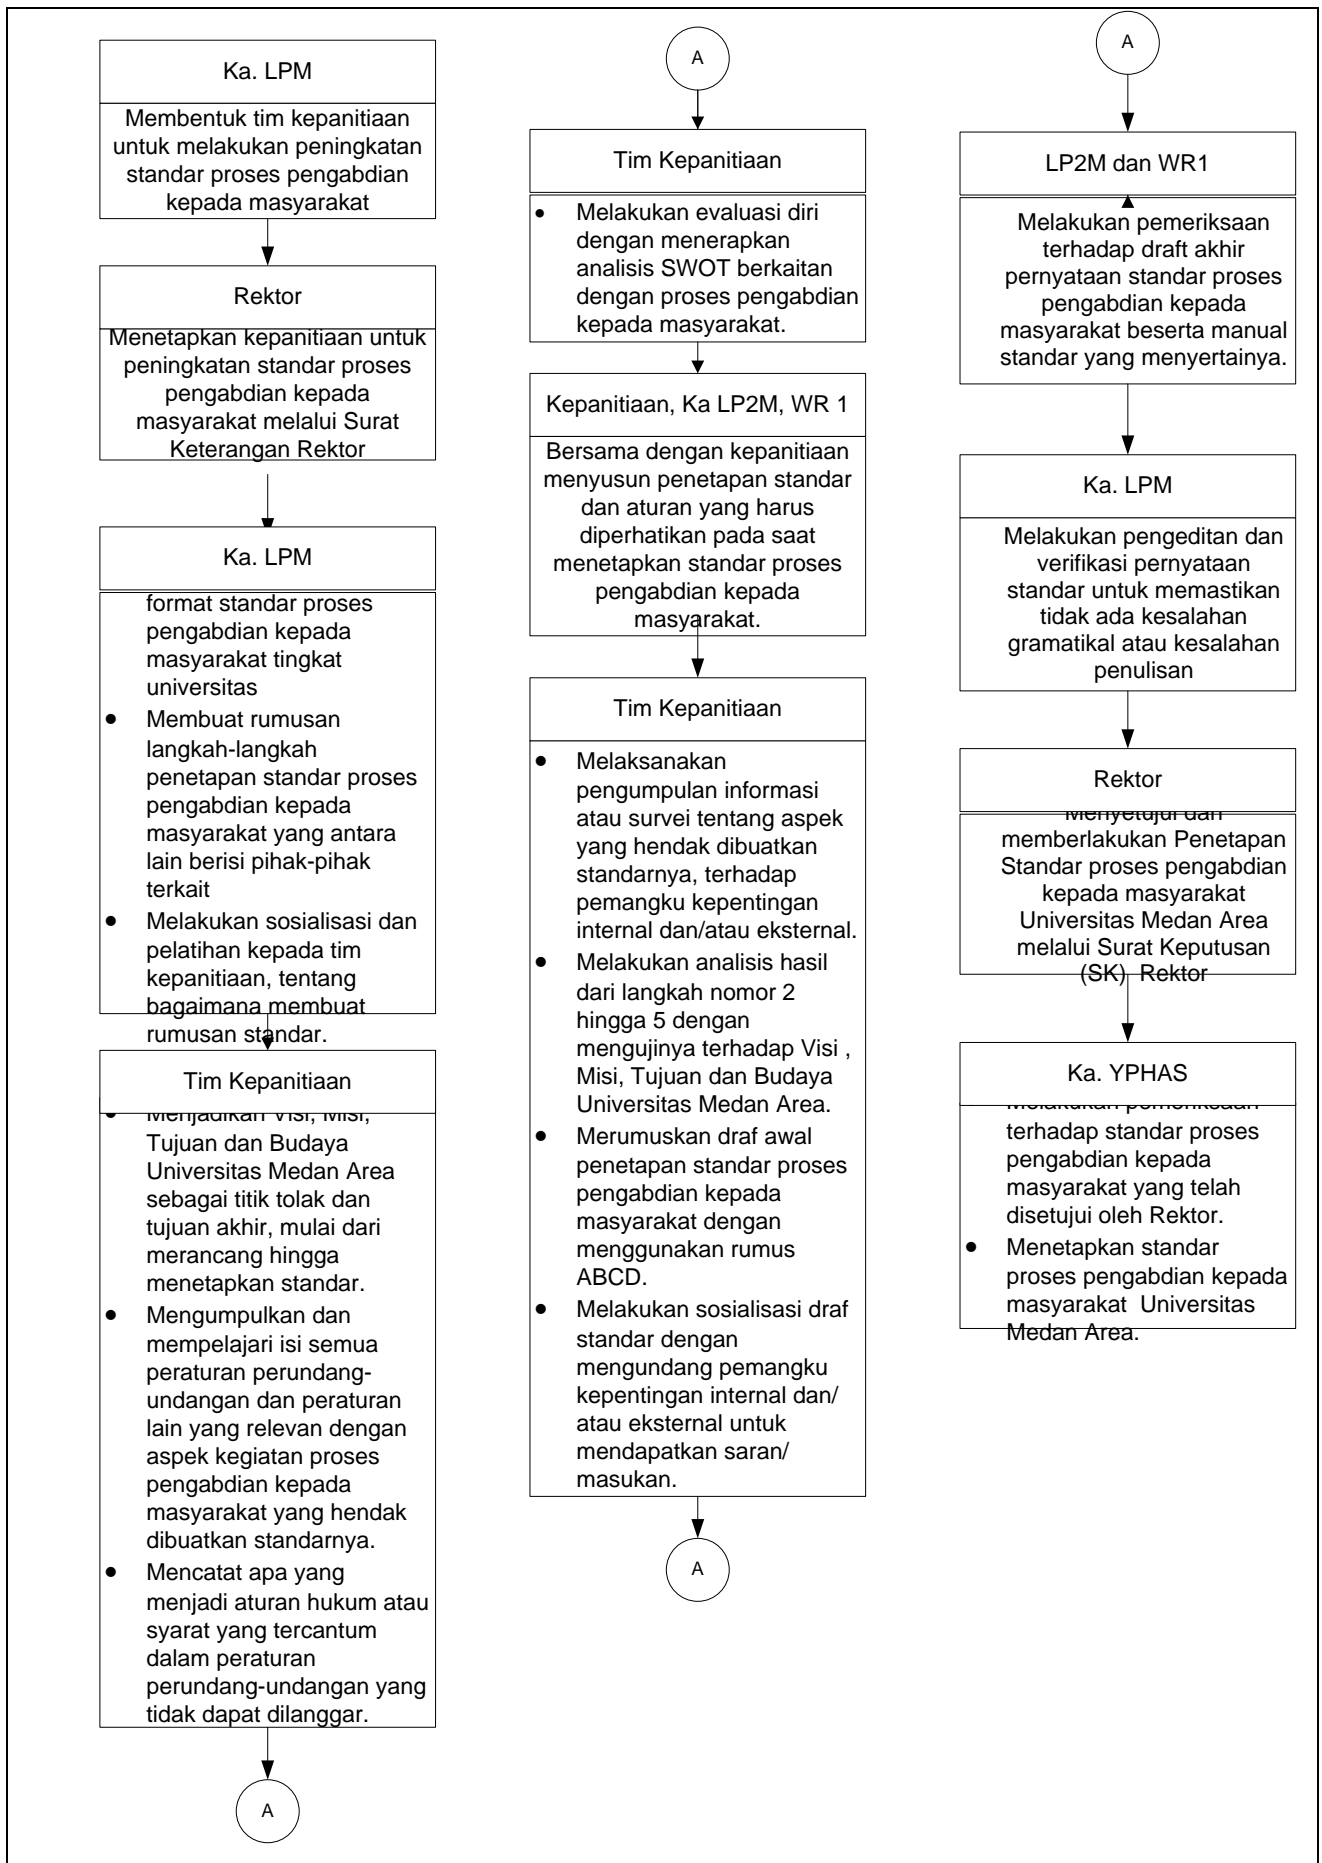 Ka. LPM
Membentuk tim kepanitiaan
untuk melakukan peningkatan
standar proses pengabdian
kepada masyarakat
Rektor
Menetapkan kepanitiaan untuk
peningkatan standar proses
pengabdian kepada
masyarakat melalui Surat
Keterangan Rektor
Ka. LPM
format standar proses
pengabdian kepada
masyarakat tingkat
universitas
• Membuat rumusan
langkah-langkah
penetapan standar proses
pengabdian kepada
masyarakat yang antara
lain berisi pihak-pihak
terkait
• Melakukan sosialisasi dan
pelatihan kepada tim
kepanitiaan, tentang
bagaimana membuat
rumusan standar.
Tim Kepanitiaan
• Menjadikan Visi, Misi,
Tujuan dan Budaya
Universitas Medan Area
sebagai titik tolak dan
tujuan akhir, mulai dari
merancang hingga
menetapkan standar.
• Mengumpulkan dan
mempelajari isi semua
peraturan perundang-
undangan dan peraturan
lain yang relevan dengan
aspek kegiatan proses
pengabdian kepada
masyarakat yang hendak
dibuatkan standarnya.
• Mencatat apa yang
menjadi aturan hukum atau
syarat yang tercantum
dalam peraturan
perundang-undangan yang
tidak dapat dilanggar.
A
A
Tim Kepanitiaan
• Melakukan evaluasi diri
dengan menerapkan
analisis SWOT berkaitan
dengan proses pengabdian
kepada masyarakat.
Kepanitiaan, Ka LP2M, WR 1
Bersama dengan kepanitiaan
menyusun penetapan standar
dan aturan yang harus
diperhatikan pada saat
menetapkan standar proses
pengabdian kepada
masyarakat.
Tim Kepanitiaan
• Melaksanakan
pengumpulan informasi
atau survei tentang aspek
yang hendak dibuatkan
standarnya, terhadap
pemangku kepentingan
internal dan/atau eksternal.
• Melakukan analisis hasil
dari langkah nomor 2
hingga 5 dengan
mengujinya terhadap Visi ,
Misi, Tujuan dan Budaya
Universitas Medan Area.
• Merumuskan draf awal
penetapan standar proses
pengabdian kepada
masyarakat dengan
menggunakan rumus
ABCD.
• Melakukan sosialisasi draf
standar dengan
mengundang pemangku
kepentingan internal dan/
atau eksternal untuk
mendapatkan saran/
masukan.
A
A
LP2M dan WR1
Melakukan pemeriksaan
terhadap draft akhir
pernyataan standar proses
pengabdian kepada
masyarakat beserta manual
standar yang menyertainya.
Ka. LPM
Melakukan pengeditan dan
verifikasi pernyataan
standar untuk memastikan
tidak ada kesalahan
gramatikal atau kesalahan
penulisan
Rektor
Menyetujui dan
memberlakukan Penetapan
Standar proses pengabdian
kepada masyarakat
Universitas Medan Area
melalui Surat Keputusan
(SK) Rektor
Ka. YPHAS
Melakukan pemeriksaan
terhadap standar proses
pengabdian kepada
masyarakat yang telah
disetujui oleh Rektor.
• Menetapkan standar
proses pengabdian kepada
masyarakat Universitas
Medan Area.